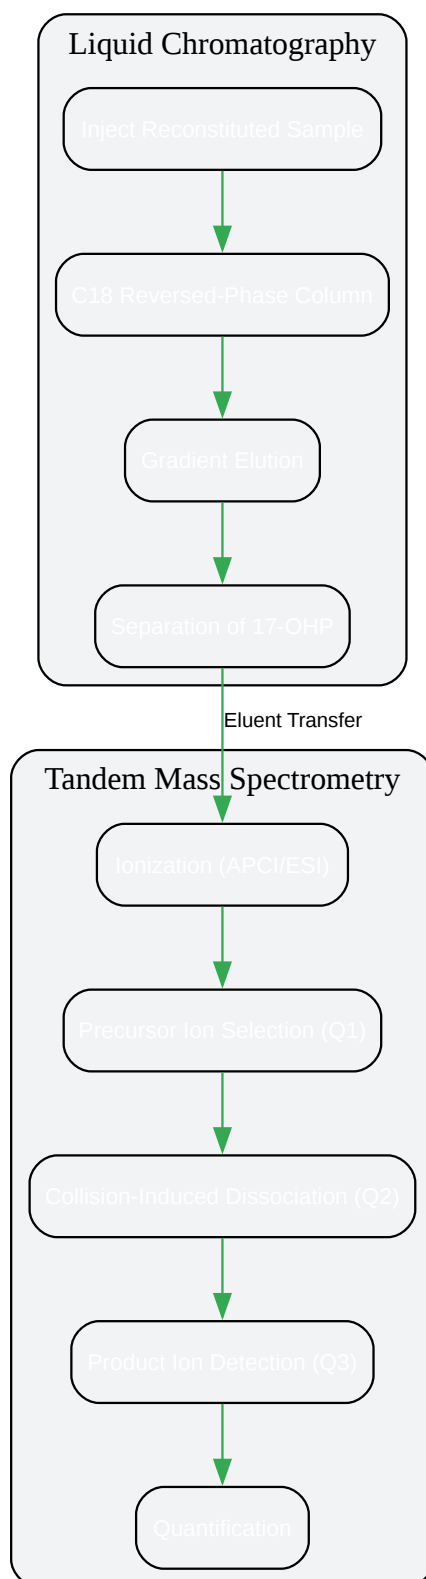 Liquid Chromatography
Inject Reconstituted Sample
C18 Reversed-Phase Column
Gradient Elution
Separation of 17-OHP
Eluent Transfer
Tandem Mass Spectrometry
Ionization (APCI/ESI)
Precursor Ion Selection (Q1)
Collision-Induced Dissociation (Q2)
Product Ion Detection (Q3)
Quantification